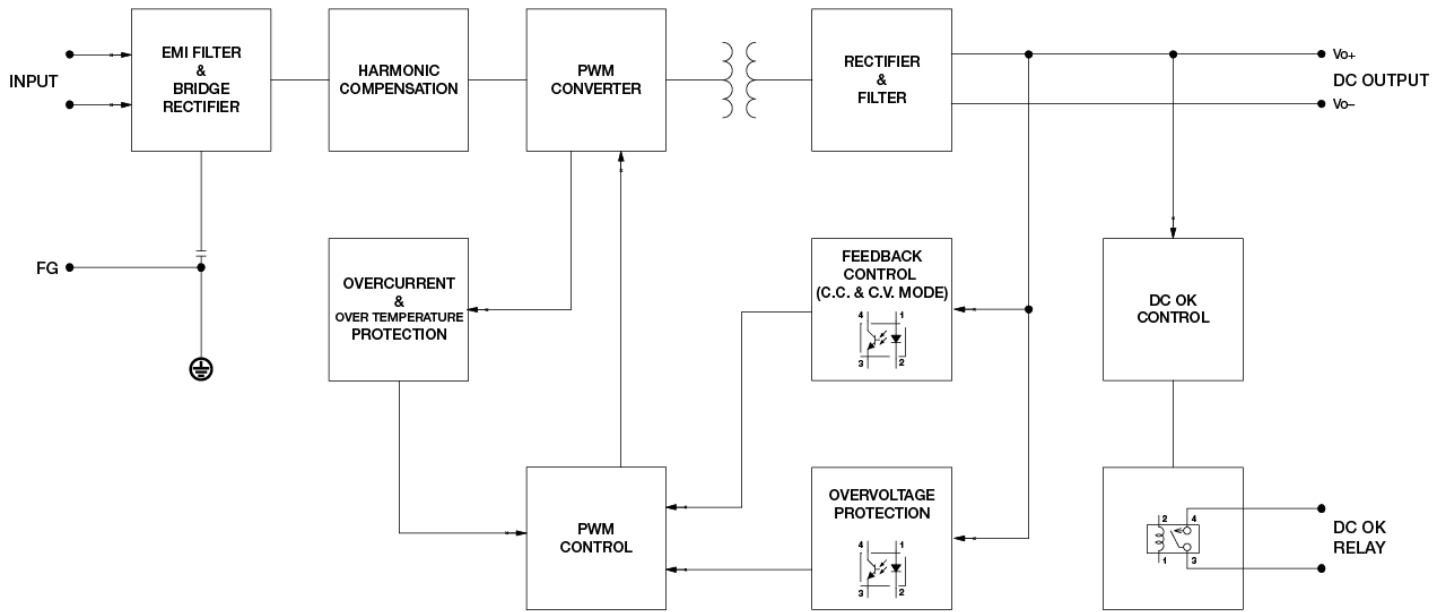 INPUT
EMI FILTER
&
BRIDGE
RECTIFIER
HARMONIC
COMPENSATION
PWM
CONVERTER
RECTIFIER
&
FILTER
Vo+
DC OUTPUT
Vo–
FG
OVERCURRENT
&
OVER TEMPERATURE
PROTECTION
FEEDBACK
CONTROL
(C.C. & C.V. MODE)
4 1
3 2
DC OK
CONTROL
PWM
CONTROL
OVERVOLTAGE
PROTECTION
4 1
3 2
2 4
1 3
DC OK
RELAY